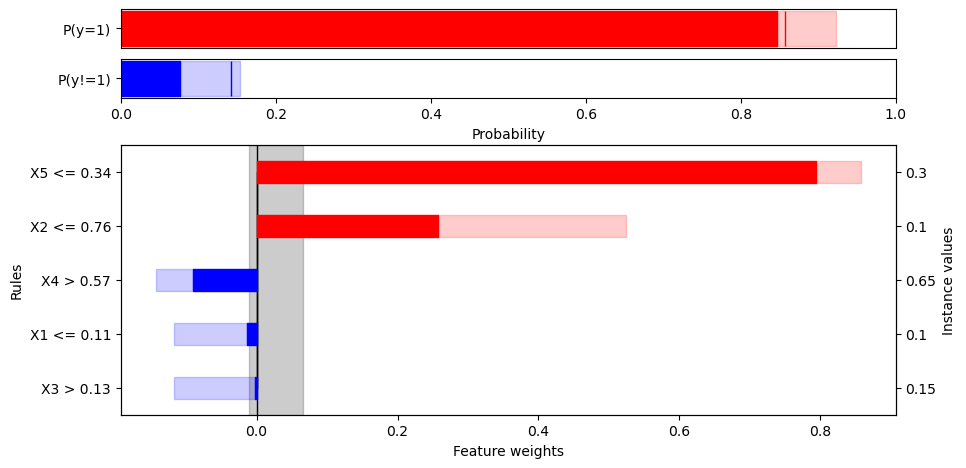 P(y=1)
P(y!=1)
0.0 0.2 0.4 0.6 0.8 1.0
Probability
X5 <= 0.34 0.3
X2 <= 0.76 0.1
X4 > 0.57 0.65
X1 <= 0.11 0.1
X3 > 0.13 0.15
Rules
Instance values
0.0 0.2 0.4 0.6 0.8
Feature weights